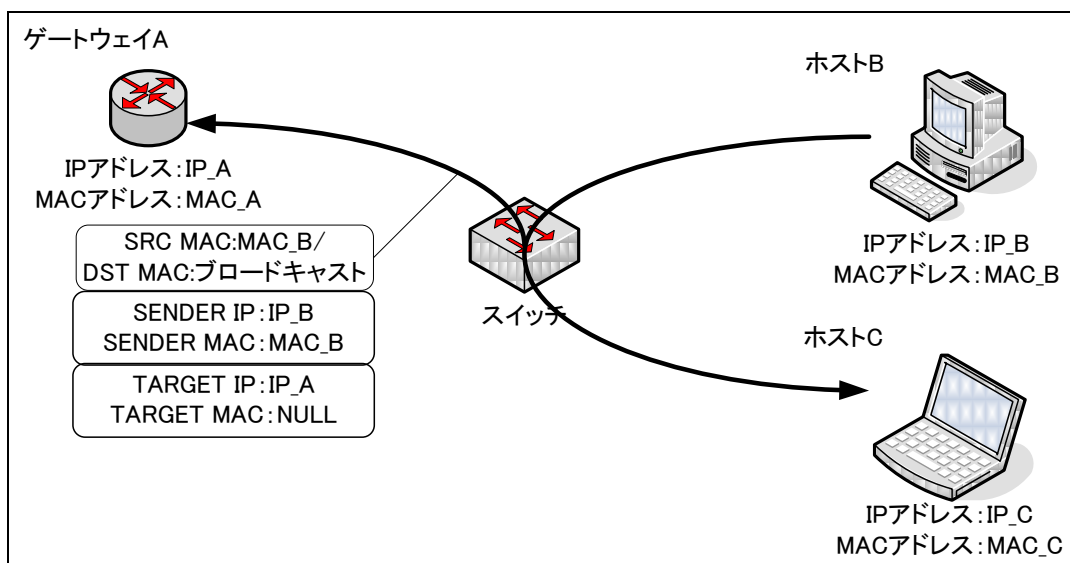 ゲートウェイA
IPアドレス:IP_A
MACアドレス:MAC_A
SRC MAC:MAC_B/
DST MAC:ブロードキャスト
SENDER IP:IP_B
SENDER MAC:MAC_B
TARGET IP:IP_A
TARGET MAC:NULL
スイッチ
ホストB
IPアドレス:IP_B
MACアドレス:MAC_B
ホストC
IPアドレス:IP_C
MACアドレス:MAC_C